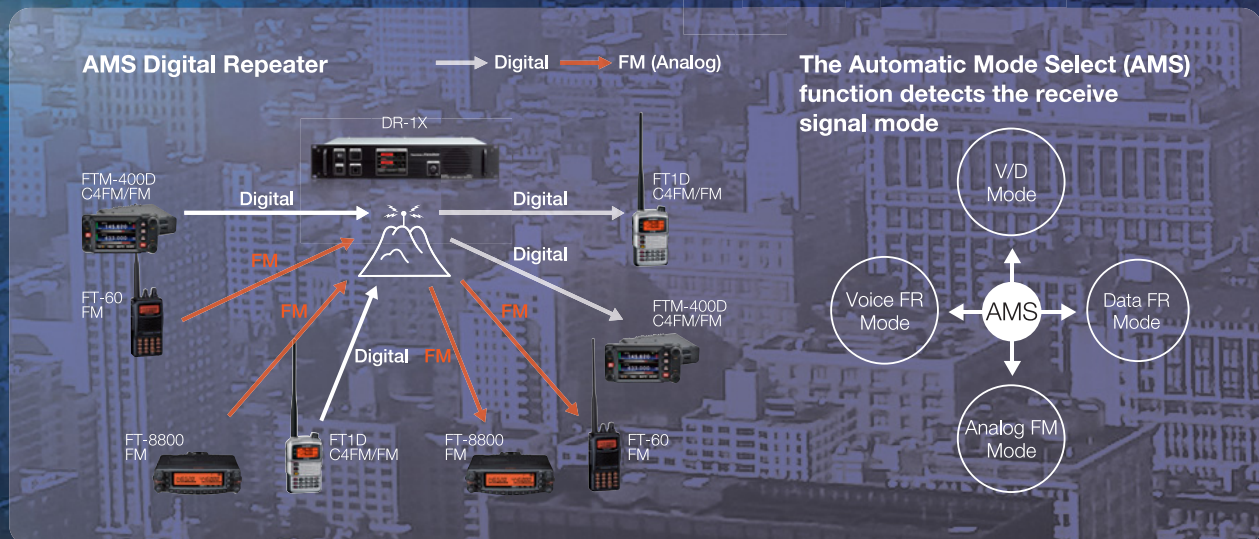 AMS Digital Repeater
Digital
FM (Analog)
The Automatic Mode Select (AMS)
function detects the receive
signal mode
DR-1X
FTM-400D
C4FM/FM
Digital
Digital
FT1D
C4FM/FM
FM
Digital
FT-60
FM
FM
FM
FTM-400D
C4FM/FM
Digital
FM
FT-8800
FM
FT1D
C4FM/FM
FT-8800
FM
FT-60
FM
V/D
Mode
Voice FR
Mode
AMS
Data FR
Mode
Analog FM
Mode